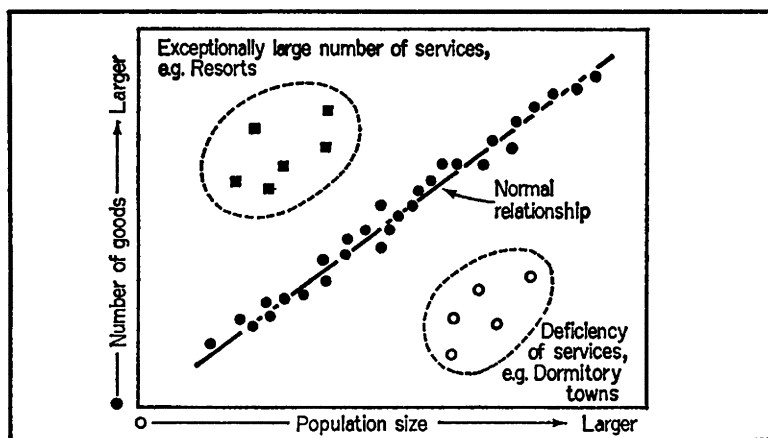 Exceptionally large number of services,
e.g. Resorts
Larger
Number of goods
Normal
relationship
Deficiency
of services,
e.g. Dormitory
towns
Population size
Larger